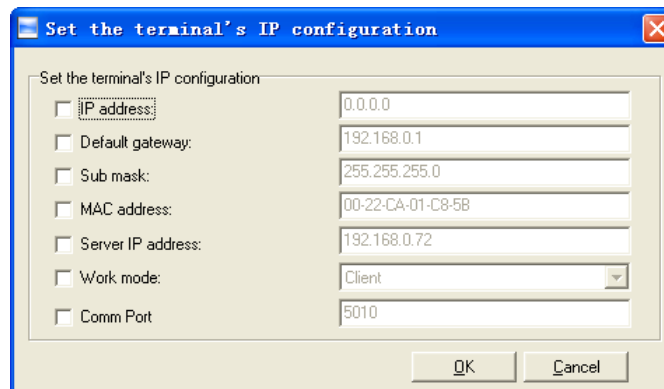 Set the terminal's IP configuration
Set the terminal's IP configuration
IP address: 0.0.0.0
Default gateway: 192.168.0.1
Sub mask: 255.255.255.0
MAC address: 00-22-CA-01-C8-5B
Server IP address: 192.168.0.72
Work mode: Client
Comm Port 5010
OK Cancel